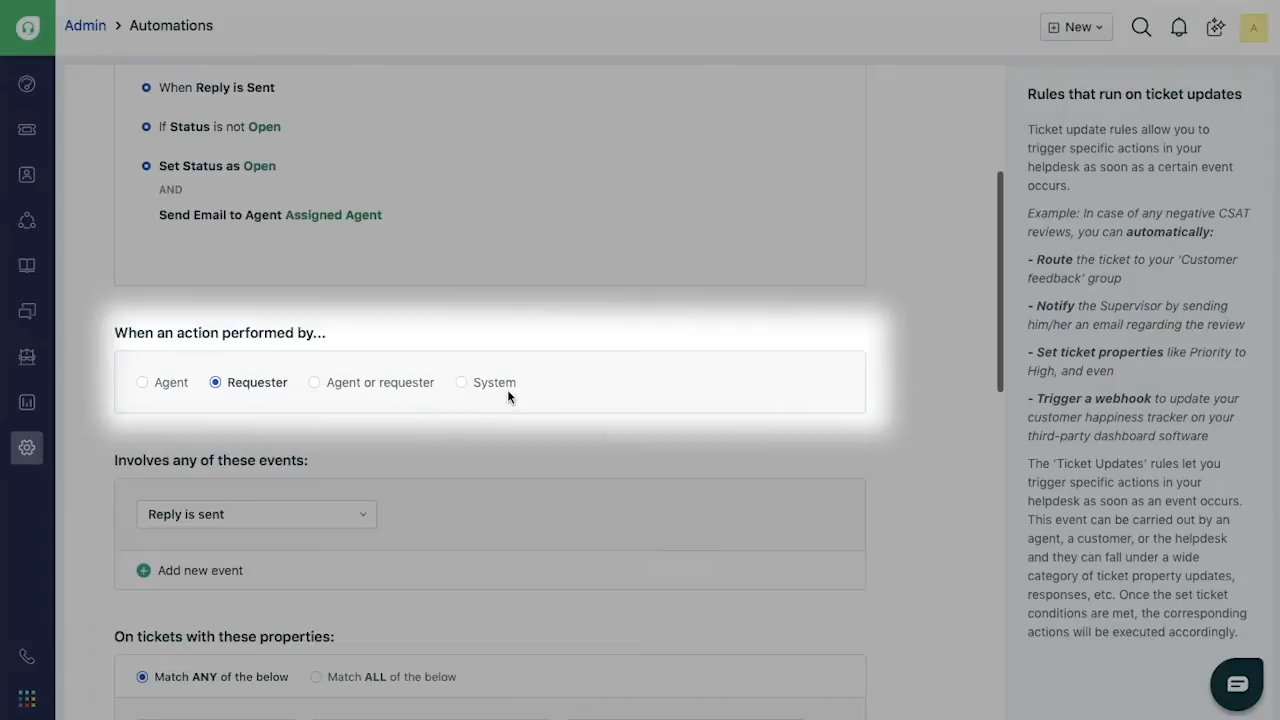 Admin > Automations
New
A
When Reply is Sent
If Status is not Open
Set Status as Open
AND
Send Email to Agent Assigned Agent
When an action performed by...
Agent
Requester
Agent or requester
System
Involves any of these events:
Reply is sent
Add new event
On tickets with these properties:
Match ANY of the below
Match ALL of the below
Rules that run on ticket updates
Ticket update rules allow you to
trigger specific actions in your
helpdesk as soon as a certain event
occurs.
Example: In case of any negative CSAT
reviews, you can automatically:
- Route the ticket to your ‘Customer
feedback’ group
- Notify the Supervisor by sending
him/her an email regarding the review
- Set ticket properties like Priority to
High, and even
- Trigger a webhook to update your
customer happiness tracker on your
third-party dashboard software
The ‘Ticket Updates’ rules let you
trigger specific actions in your
helpdesk as soon as an event occurs.
This event can be carried out by an
agent, a customer, or the helpdesk
and they can fall under a wide
category of ticket property updates,
responses, etc. Once the set ticket
conditions are met, the corresponding
actions will be executed accordingly.